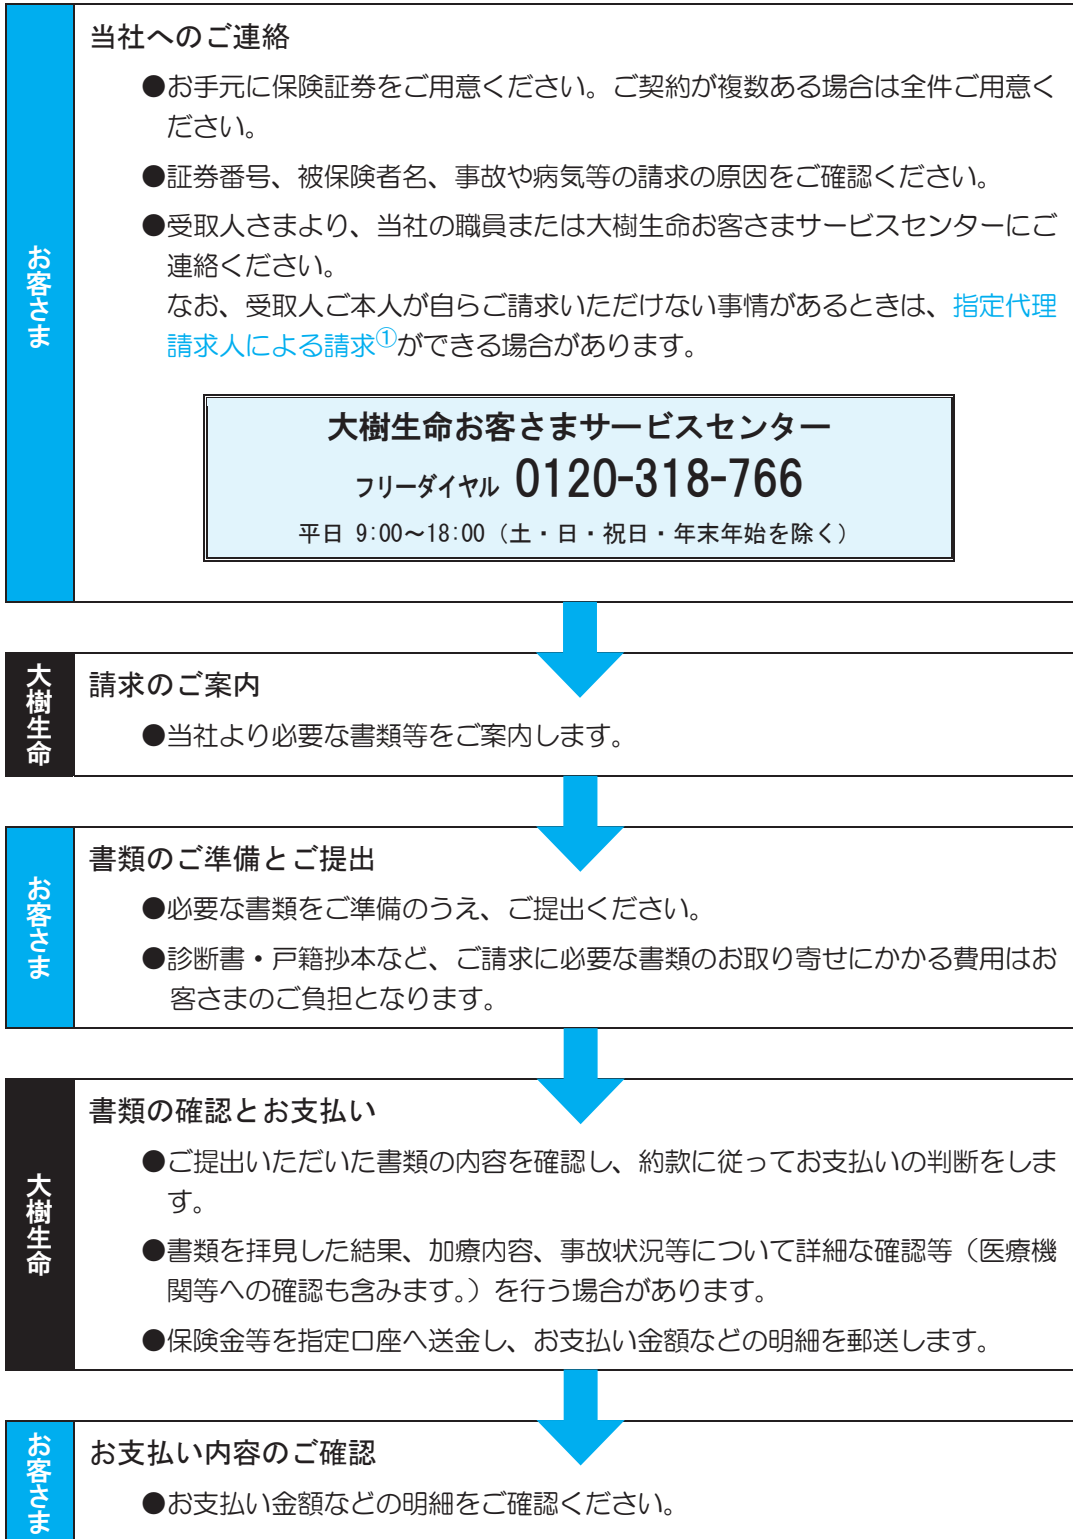 お客さま
当社へのご連絡
●お手元に保険証券をご用意ください。ご契約が複数ある場合は全件ご用意く
ださい。
●証券番号、被保険者名、事故や病気等の請求の原因をご確認ください。
●受取人さまより、当社の職員または大樹生命お客さまサービスセンターにご
連絡ください。
なお、受取人ご本人が自らご請求いただけない事情があるときは、指定代理
請求人による請求①ができる場合があります。
大樹生命お客さまサービスセンター
フリーダイヤル 0120-318-766
平日 9:00～18:00（土・日・祝日・年末年始を除く）
大樹生命
請求のご案内
●当社より必要な書類等をご案内します。
お客さま
書類のご準備とご提出
●必要な書類をご準備のうえ、ご提出ください。
●診断書・戸籍抄本など、ご請求に必要な書類のお取り寄せにかかる費用はお
客さまのご負担となります。
大樹生命
書類の確認とお支払い
●ご提出いただいた書類の内容を確認し、約款に従ってお支払いの判断をしま
す。
●書類を拝見した結果、加療内容、事故状況等について詳細な確認等（医療機
関等への確認も含みます。）を行う場合があります。
●保険金等を指定口座へ送金し、お支払い金額などの明細を郵送します。
お客さま
お支払い内容のご確認
●お支払い金額などの明細をご確認ください。